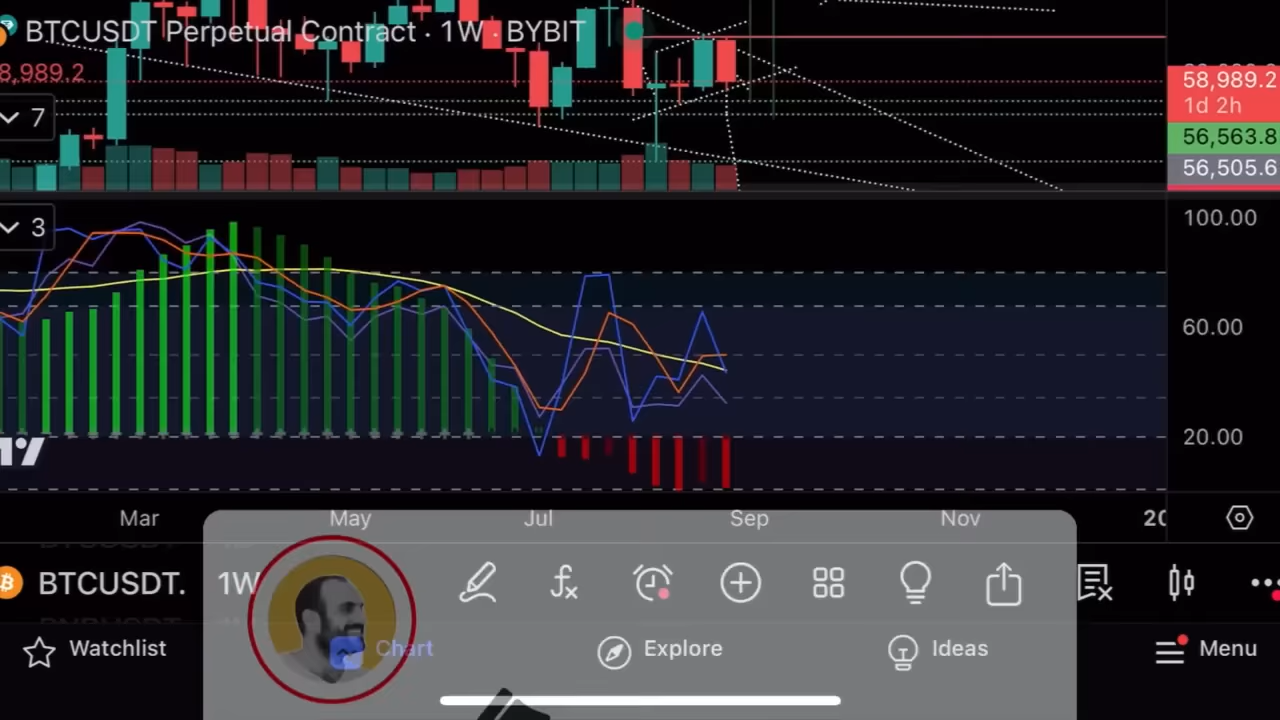 BTCUSDT Perpetual Contract · 1W · BYBIT
8,989.2
58,989.2
1d 2h
7
56,563.8
56,505.6
3
100.00
60.00
20.00
Mar
May
Jul
Sep
Nov
20
BTCUSDT.
1W
Watchlist
Chart
Explore
Ideas
Menu